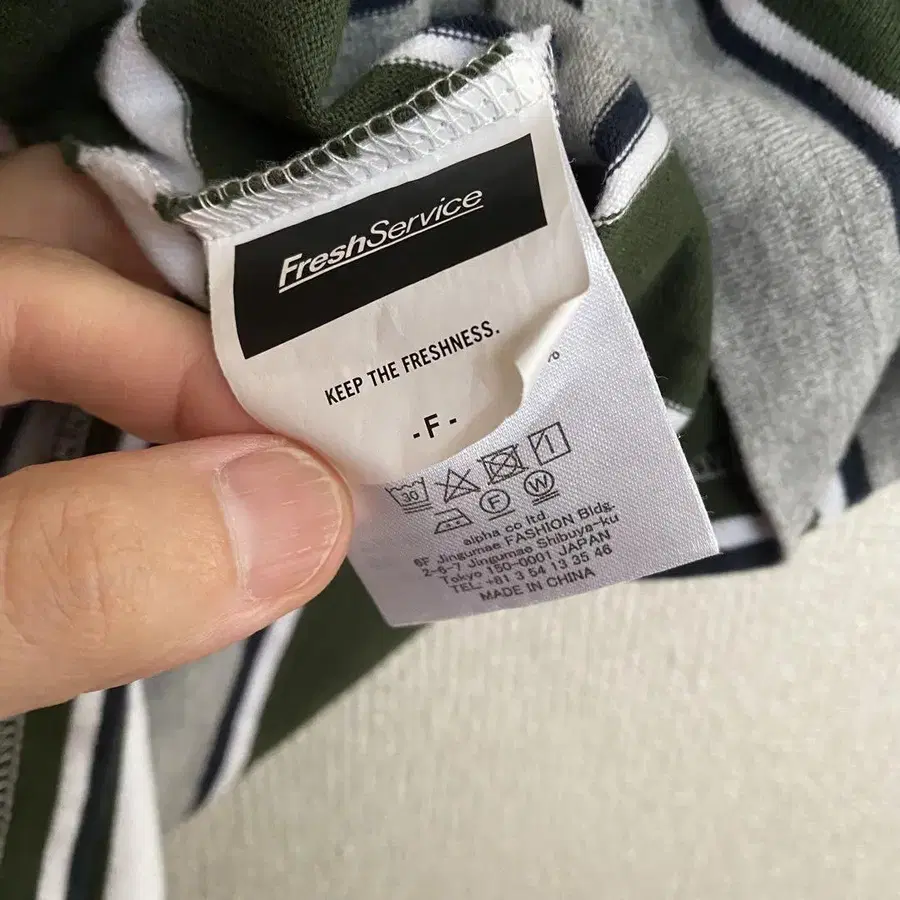 FreshService
KEEP THE FRESHNESS.
- F -
%
30
F
W
alpha co ltd
6F Jingumae FASHION Bldg.
2-6-7 Jingumae Shibuya-ku
Tokyo 150-0001 JAPAN
TEL: +81 3 54 13 35 46
MADE IN CHINA